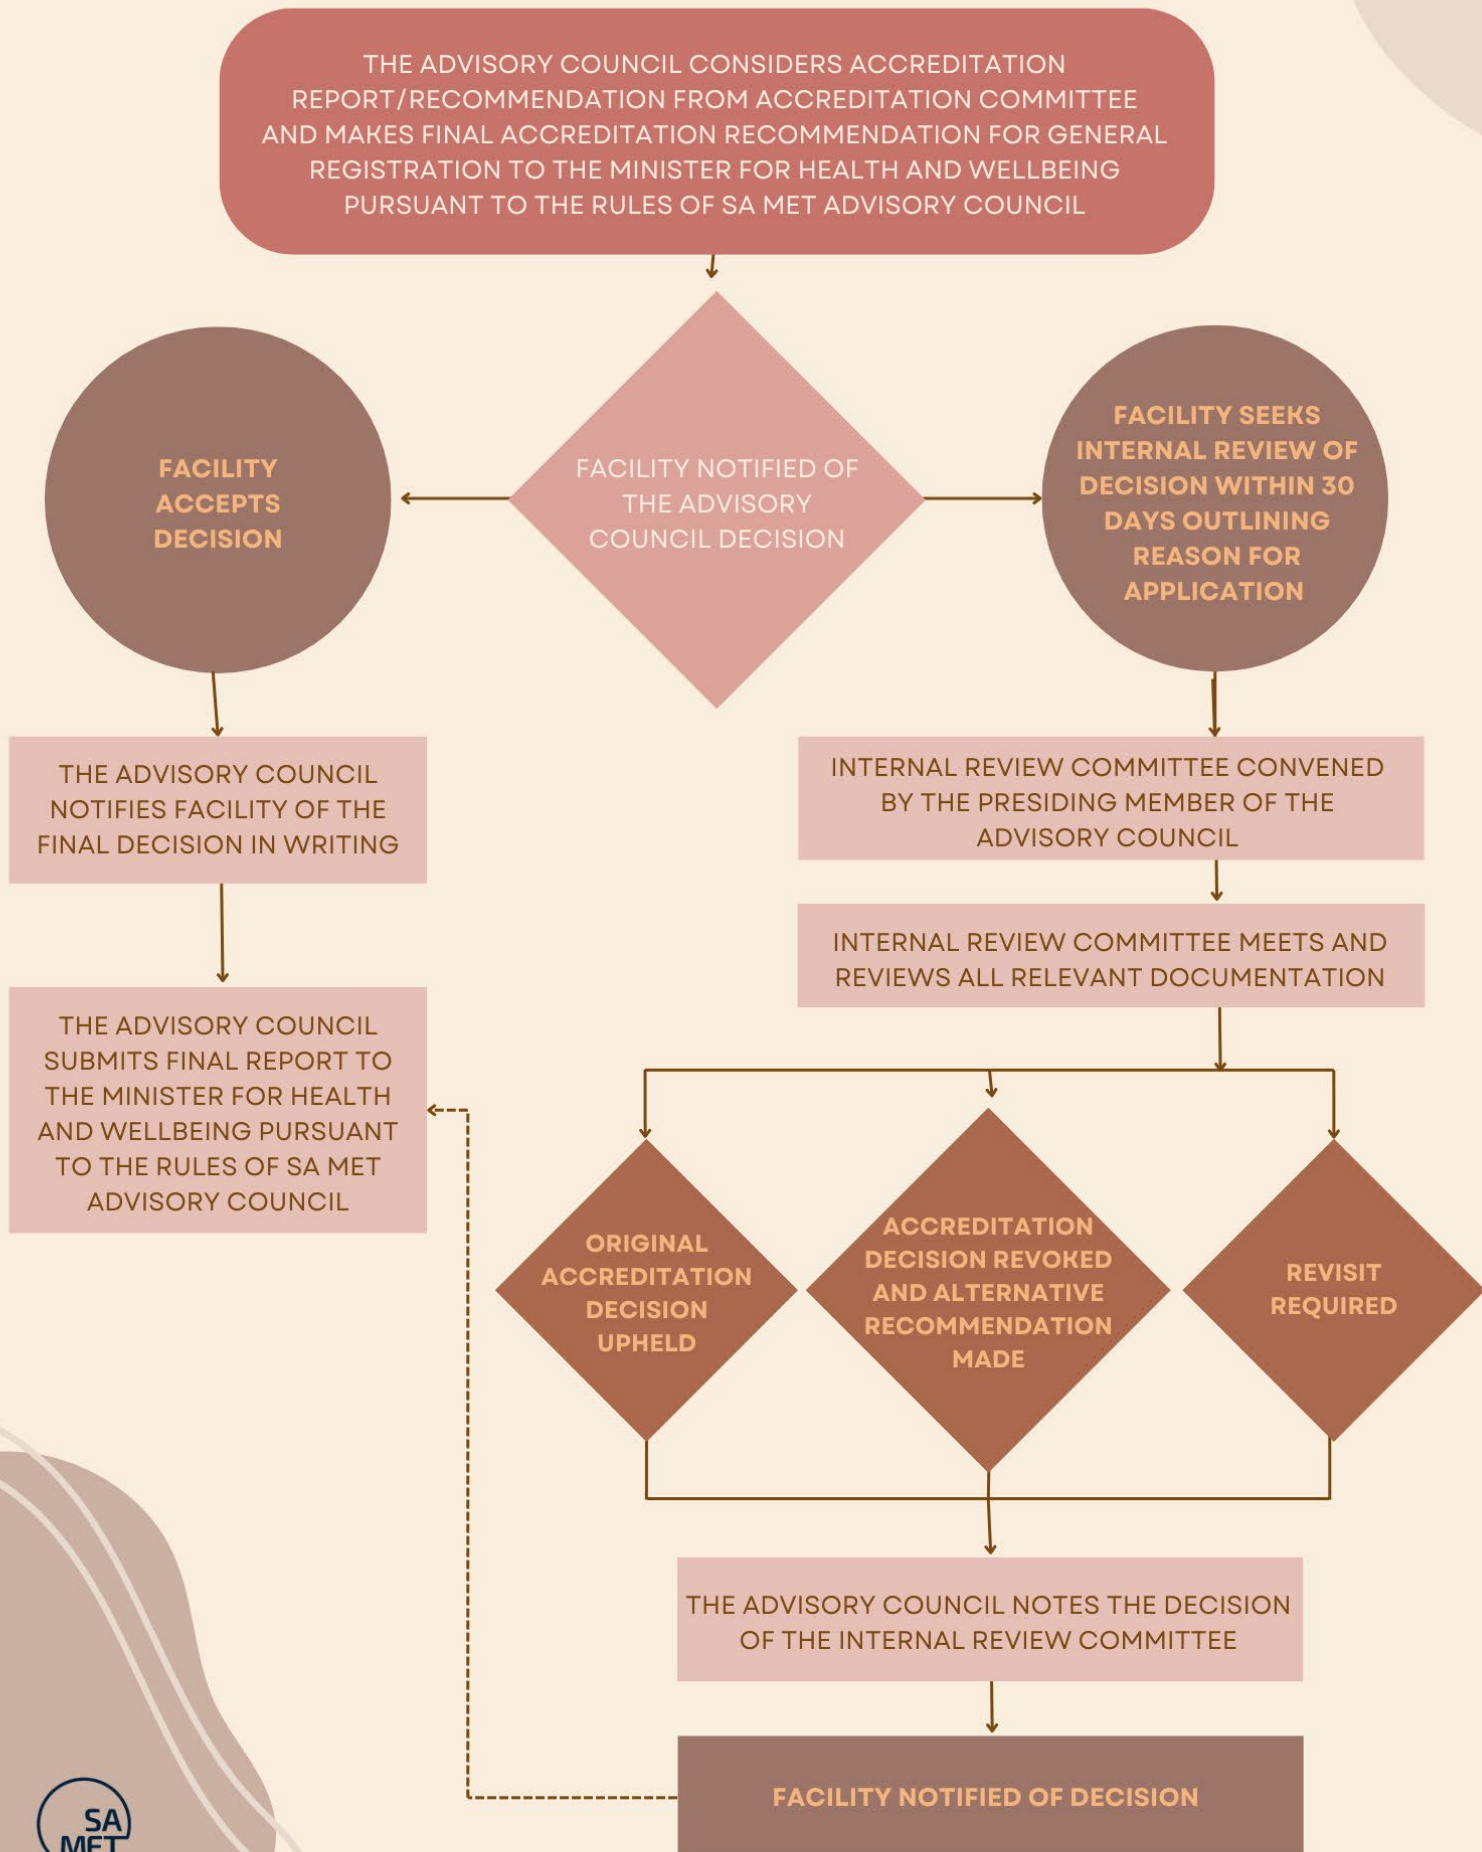 THE ADVISORY COUNCIL CONSIDERS ACCREDITATION
REPORT/RECOMMENDATION FROM ACCREDITATION COMMITTEE
AND MAKES FINAL ACCREDITATION RECOMMENDATION FOR GENERAL
REGISTRATION TO THE MINISTER FOR HEALTH AND WELLBEING
PURSUANT TO THE RULES OF SA MET ADVISORY COUNCIL
FACILITY
ACCEPTS
DECISION
FACILITY NOTIFIED OF
THE ADVISORY
COUNCIL DECISION
FACILITY SEEKS
INTERNAL REVIEW OF
DECISION WITHIN 30
DAYS OUTLINING
REASON FOR
APPLICATION
THE ADVISORY COUNCIL
NOTIFIES FACILITY OF THE
FINAL DECISION IN WRITING
THE ADVISORY COUNCIL
SUBMITS FINAL REPORT TO
THE MINISTER FOR HEALTH
AND WELLBEING PURSUANT
TO THE RULES OF SA MET
ADVISORY COUNCIL
INTERNAL REVIEW COMMITTEE CONVENED
BY THE PRESIDING MEMBER OF THE
ADVISORY COUNCIL
INTERNAL REVIEW COMMITTEE MEETS AND
REVIEWS ALL RELEVANT DOCUMENTATION
ORIGINAL
ACCREDITATION
DECISION
UPHELD
ACCREDITATION
DECISION REVOKED
AND ALTERNATIVE
RECOMMENDATION
MADE
REVISIT
REQUIRED
THE ADVISORY COUNCIL NOTES THE DECISION
OF THE INTERNAL REVIEW COMMITTEE
FACILITY NOTIFIED OF DECISION
SA
MET